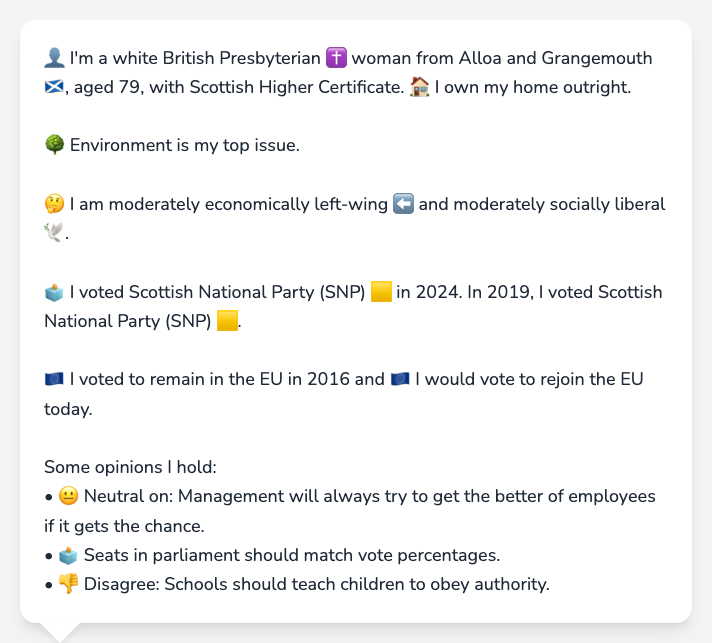 👤 I'm a white British Presbyterian ✝️ woman from Alloa and Grangemouth
🏴󠁧󠁢󠁳󠁣󠁴󠁿, aged 79, with Scottish Higher Certificate. 🏠 I own my home outright.
🌳 Environment is my top issue.
🤔 I am moderately economically left-wing ⬅️ and moderately socially liberal
🕊️.
🗳️ I voted Scottish National Party (SNP) 🟨 in 2024. In 2019, I voted Scottish
National Party (SNP) 🟨.
🇪🇺 I voted to remain in the EU in 2016 and 🇪🇺 I would vote to rejoin the EU
today.
Some opinions I hold:
• 😐 Neutral on: Management will always try to get the better of employees
if it gets the chance.
• 🗳️ Seats in parliament should match vote percentages.
• 👎 Disagree: Schools should teach children to obey authority.